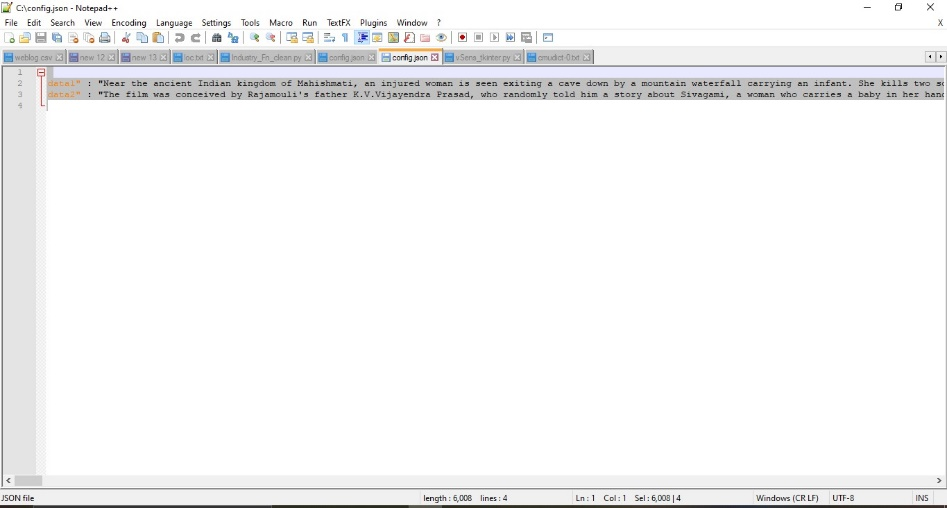 C:\config.json - Notepad++
File Edit Search View Encoding Language Settings Tools Macro Run TextFX Plugins Window ? X
weblog.cav new 12 new 13 loc.txt Industry_Fn_clean.py config.json config.json vSens_tkinter.py cmudict-0.txt
1
2 data1" : "Near the ancient Indian kingdom of Mahishmati, an injured woman is seen exiting a cave down by a mountain waterfall carrying an infant. She kills two so
3 data2" : "The film was conceived by Rajamouli's father K.V.Vijayendra Prasad, who randomly told him a story about Sivagami, a woman who carries a baby in her hand
4
JSON file length : 6,008 lines : 4 Ln : 1 Col : 1 Sel : 6,008 | 4 Windows (CR LF) UTF-8 INS